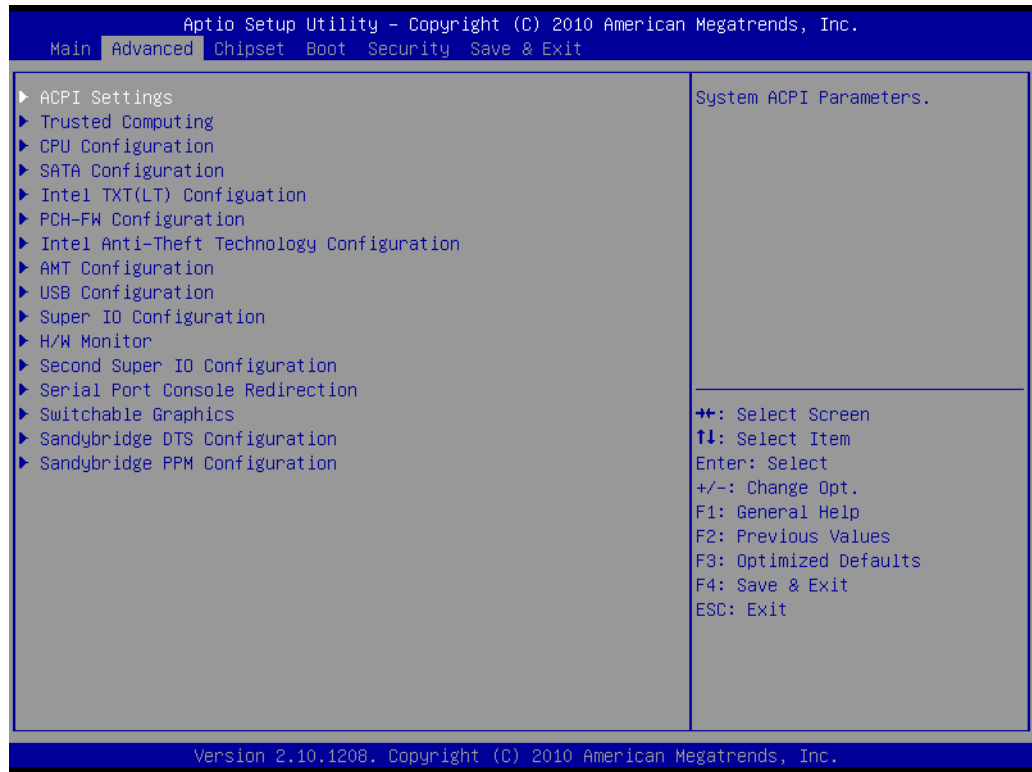 Aptio Setup Utility – Copyright (C) 2010 American Megatrends, Inc.
Main Advanced Chipset Boot Security Save & Exit
▶ ACPI Settings
▶ Trusted Computing
▶ CPU Configuration
▶ SATA Configuration
▶ Intel TXT(LT) Configuation
▶ PCH-FW Configuration
▶ Intel Anti-Theft Technology Configuration
▶ AMT Configuration
▶ USB Configuration
▶ Super IO Configuration
▶ H/W Monitor
▶ Second Super IO Configuration
▶ Serial Port Console Redirection
▶ Switchable Graphics
▶ Sandybridge DTS Configuration
▶ Sandybridge PPM Configuration
System ACPI Parameters.
→←: Select Screen
↑↓: Select Item
Enter: Select
+/-: Change Opt.
F1: General Help
F2: Previous Values
F3: Optimized Defaults
F4: Save & Exit
ESC: Exit
Version 2.10.1208. Copyright (C) 2010 American Megatrends, Inc.